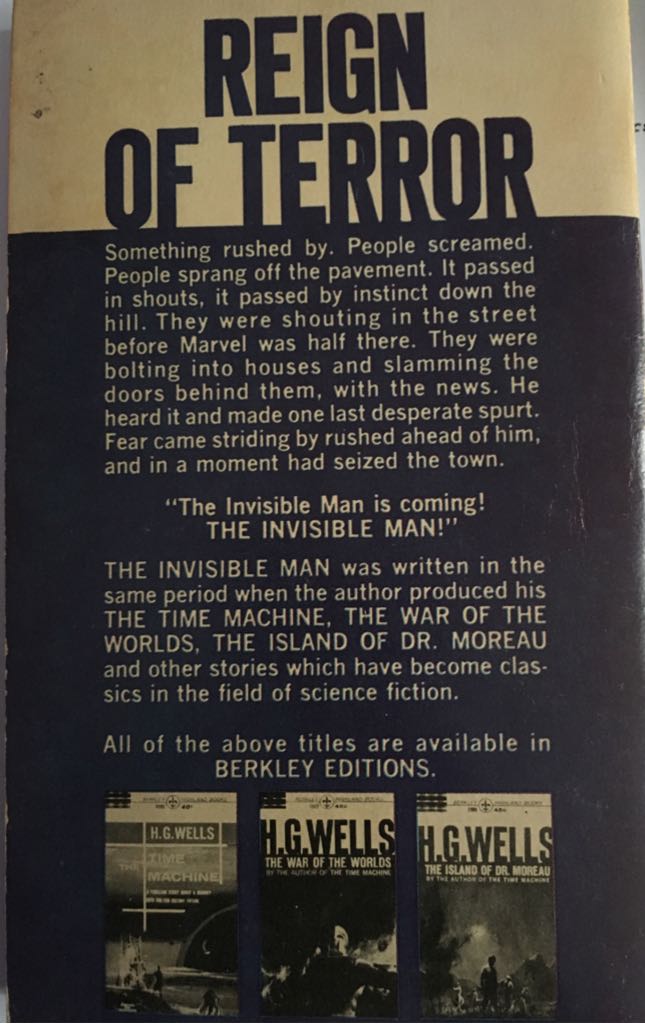 REIGN
OF TERROR
Something rushed by. People screamed.
People sprang off the pavement. It passed
in shouts, it passed by instinct down the
hill. They were shouting in the street
before Marvel was half there. They were
bolting into houses and slamming the
doors behind them, with the news. He
heard it and made one last desperate spurt.
Fear came striding by rushed ahead of him,
and in a moment had seized the town.
"The Invisible Man is coming!
THE INVISIBLE MAN!"
THE INVISIBLE MAN was written in the
same period when the author produced his
THE TIME MACHINE, THE WAR OF THE
WORLDS, THE ISLAND OF DR. MOREAU
and other stories which have become clas-
sics in the field of science fiction.
All of the above titles are available in
BERKLEY EDITIONS.
H.G.WELLS
THE TIME
MACHINE
H.G.WELLS
THE WAR OF THE WORLDS
BY THE AUTHOR OF THE TIME MACHINE
H.G.WELLS
THE ISLAND OF DR. MOREAU
BY THE AUTHOR OF THE TIME MACHINE